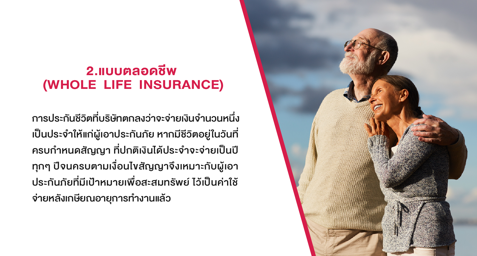 2.แบบตลอดชีพ
(WHOLE LIFE INSURANCE)
การประกันชีวิตที่บริษัทตกลงว่าจะจ่ายเงินจำนวนหนึ่ง
เป็นประจำให้แก่ผู้เอาประกันภัย หากมีชีวิตอยู่ในวันที่
ครบกำหนดสัญญา ที่ปกติเงินได้ประจำจะจ่ายเป็นปี
ทุกๆ ปีจนครบตามเงื่อนไขสัญญาจึงเหมาะกับผู้เอา
ประกันภัยที่มีเป้าหมายเพื่อสะสมทรัพย์ ไว้เป็นค่าใช้
จ่ายหลังเกษียณอายุการทำงานแล้ว